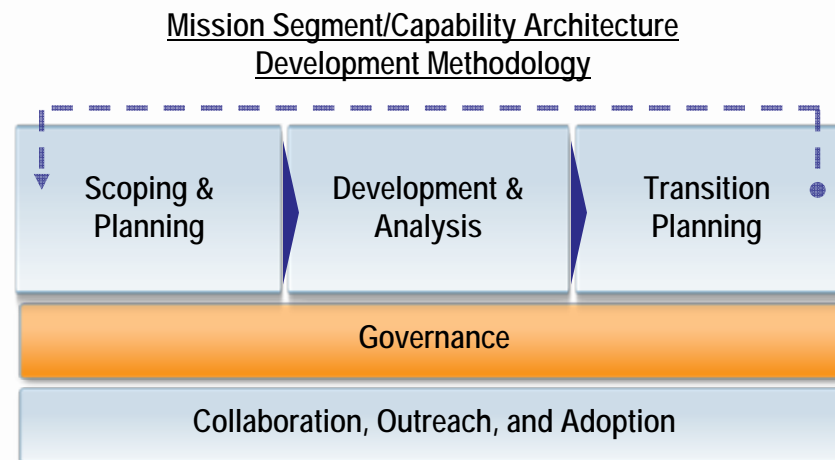 Mission Segment/Capability Architecture
Development Methodology
Scoping &
Planning
Development &
Analysis
Transition
Planning
Governance
Collaboration, Outreach, and Adoption